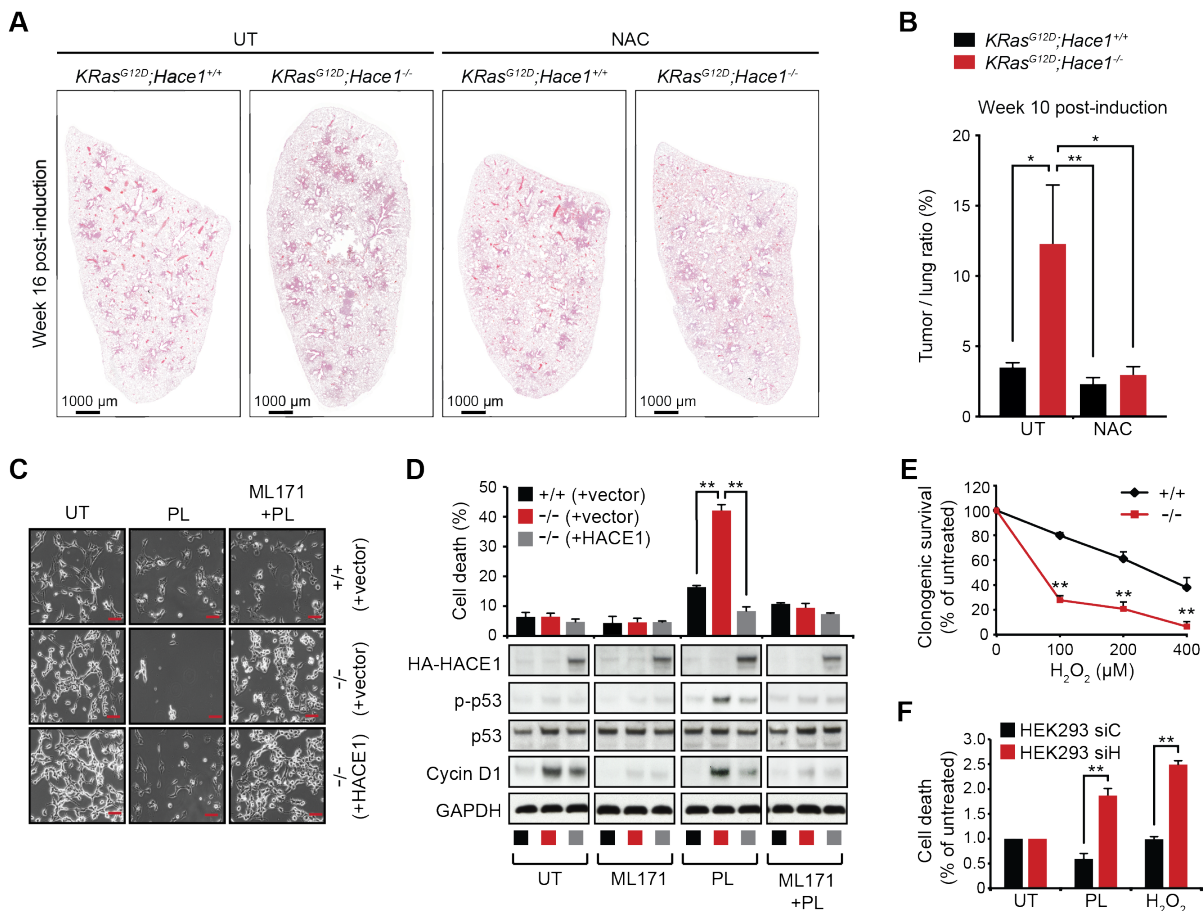 A
UT
NAC
KRasG12D;Hace1+/+
KRasG12D;Hace1-/-
KRasG12D;Hace1+/+
KRasG12D;Hace1-/-
Week 16 post-induction
1000 µm
1000 µm
1000 µm
1000 µm
B
KRasG12D;Hace1+/+
KRasG12D;Hace1-/-
Week 10 post-induction
Tumor / lung ratio (%)
20
15
10
5
0
*
**
*
UT
NAC
C
UT
PL
ML171
+PL
+/+
(+vector)
-/-
(+vector)
-/-
(+HACE1)
D
Cell death (%)
50
40
30
20
10
0
+/+ (+vector)
-/- (+vector)
-/- (+HACE1)
**
**
HA-HACE1
p-p53
p53
Cycin D1
GAPDH
UT
ML171
PL
ML171
+PL
E
Clonogenic survival
(% of untreated)
120
100
80
60
40
20
0
+/+
-/-
**
**
**
0
100
200
400
H2O2 (µM)
F
Cell death
(% of untreated)
3.0
2.5
2.0
1.5
1.0
0.5
0
HEK293 siC
HEK293 siH
**
**
UT
PL
H2O2